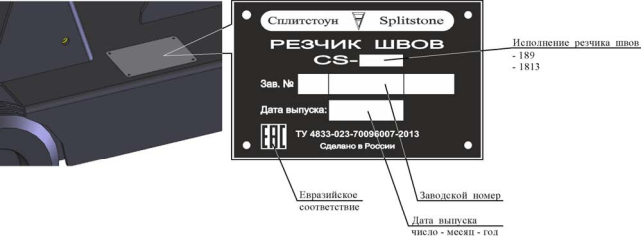 Сплитстоун Splitstone
РЕЗЧИК ШВОВ
CS-
Зав. №
Дата выпуска:
ЕАС ТУ 4833-023-70096007-2013
Сделано в России
Исполнение резчика швов
- 189
- 1813
Евразийское
соответствие
Заводской номер
Дата выпуска
число - месяц - год